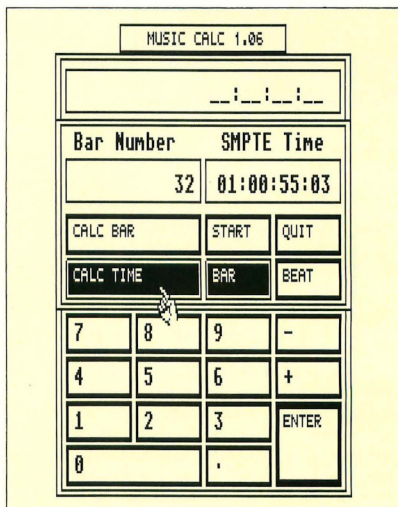 MUSIC CALC 1.06
__:__:__:__
Bar Number SMPTE Time
32 01:00:55:03
CALC BAR START QUIT
CALC TIME BAR BEAT
7 8 9 -
4 5 6 +
1 2 3 ENTER
0 .